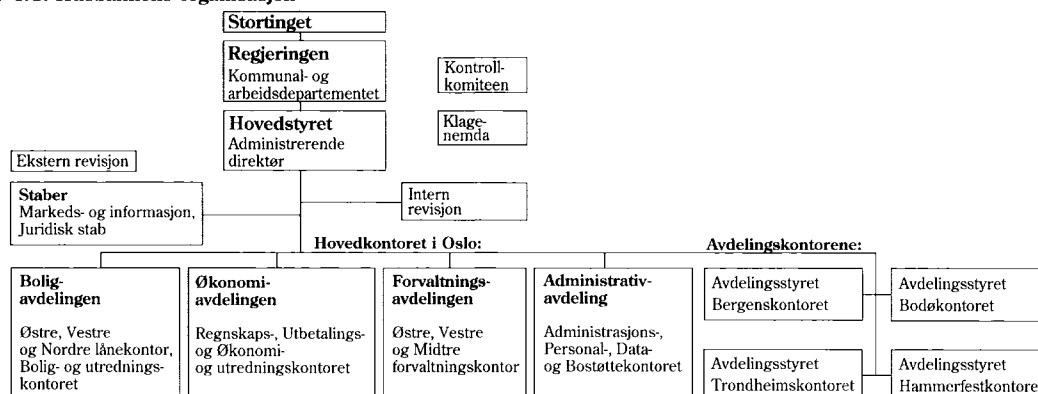 Stortinget
Regjeringen
Kommunal- og
arbeidsdepartementet
Kontroll-
komiteen
Hovedstyret
Administrerende
direktør
Klage-
nemda
Ekstern revisjon
Staber
Markeds- og informasjon,
Juridisk stab
Intern
revisjon
Hovedkontoret i Oslo:
Avdelingskontorene:
Bolig-
avdelingen
Østre, Vestre
og Nordre lånekontor,
Bolig- og utrednings-
kontoret
Økonomi-
avdelingen
Regnskaps-, Utbetalings-
og Økonomi-
og utredningskontoret
Forvaltnings-
avdelingen
Østre, Vestre
og Midtre
forvaltningskontor
Administrativ-
avdeling
Administrasjons-,
Personal-, Data-
og Bostøttekontoret
Avdelingsstyret
Bergenskontoret
Avdelingsstyret
Bodøkontoret
Avdelingsstyret
Trondheimskontoret
Avdelingsstyret
Hammerfestkontoret